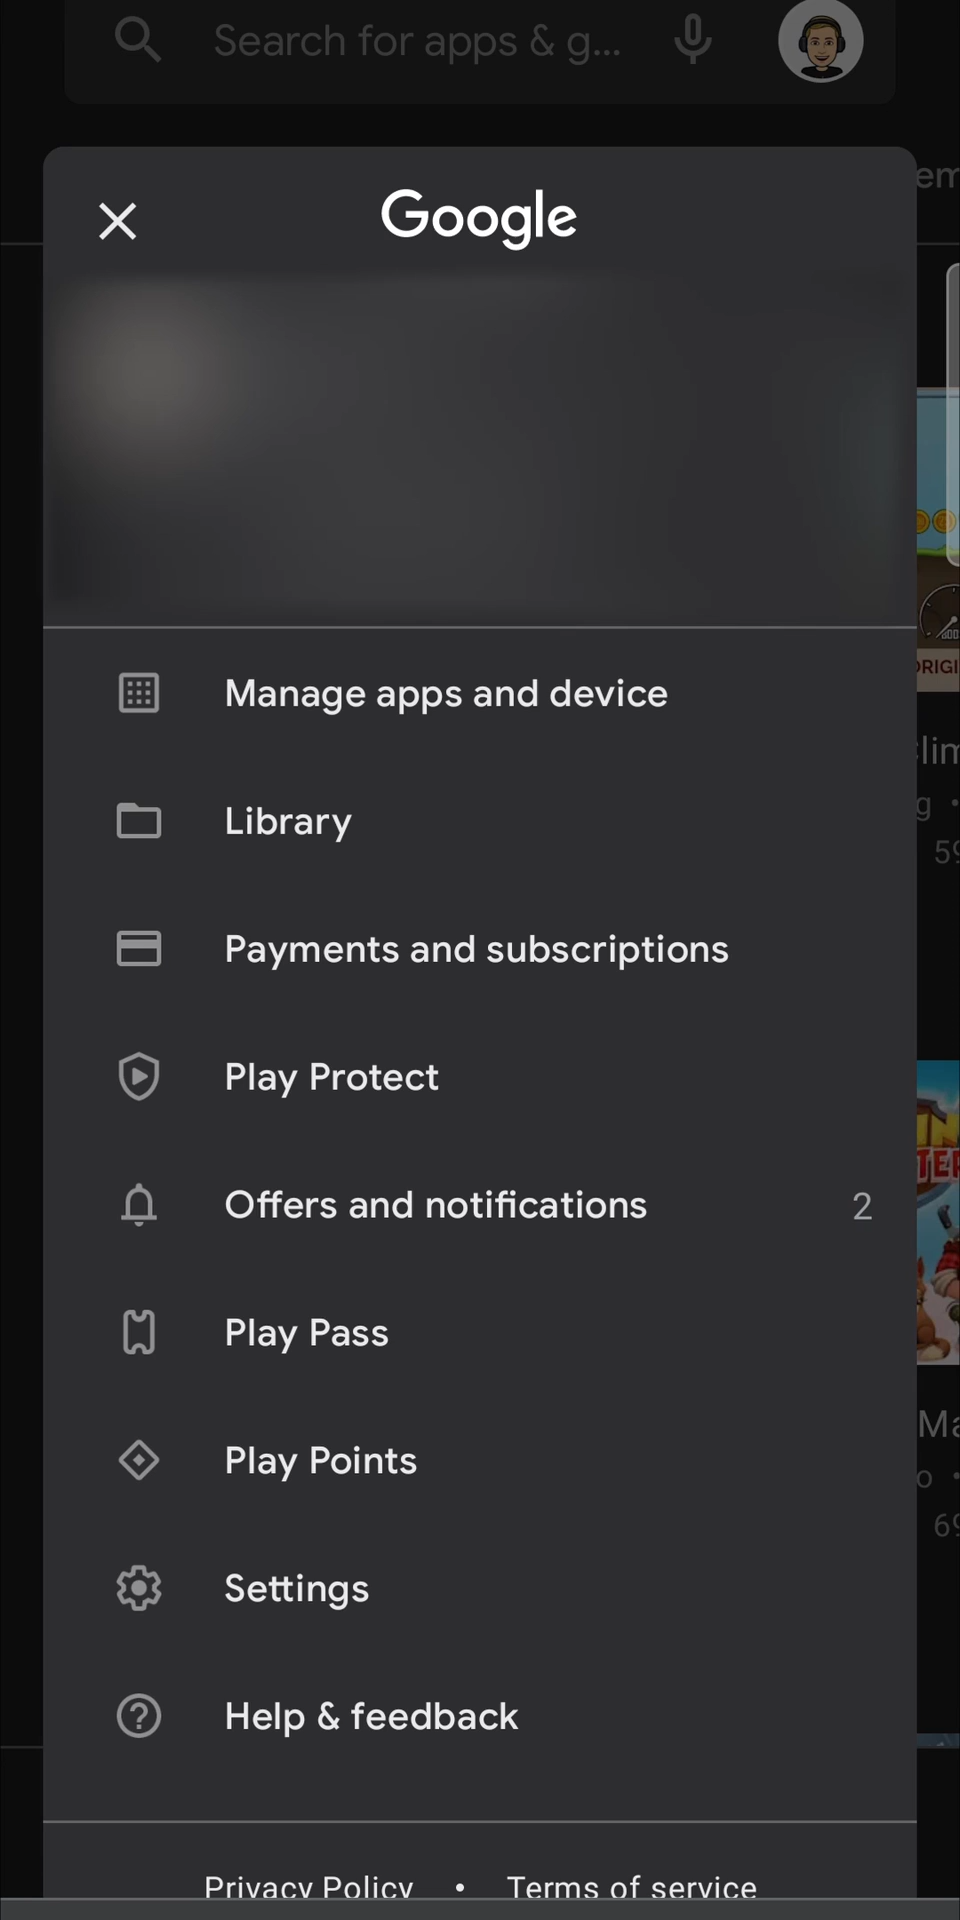 Search for apps & g...
Google
Manage apps and device
Library
Payments and subscriptions
Play Protect
Offers and notifications 2
Play Pass
Play Points
Settings
Help & feedback
Privacy Policy • Terms of service